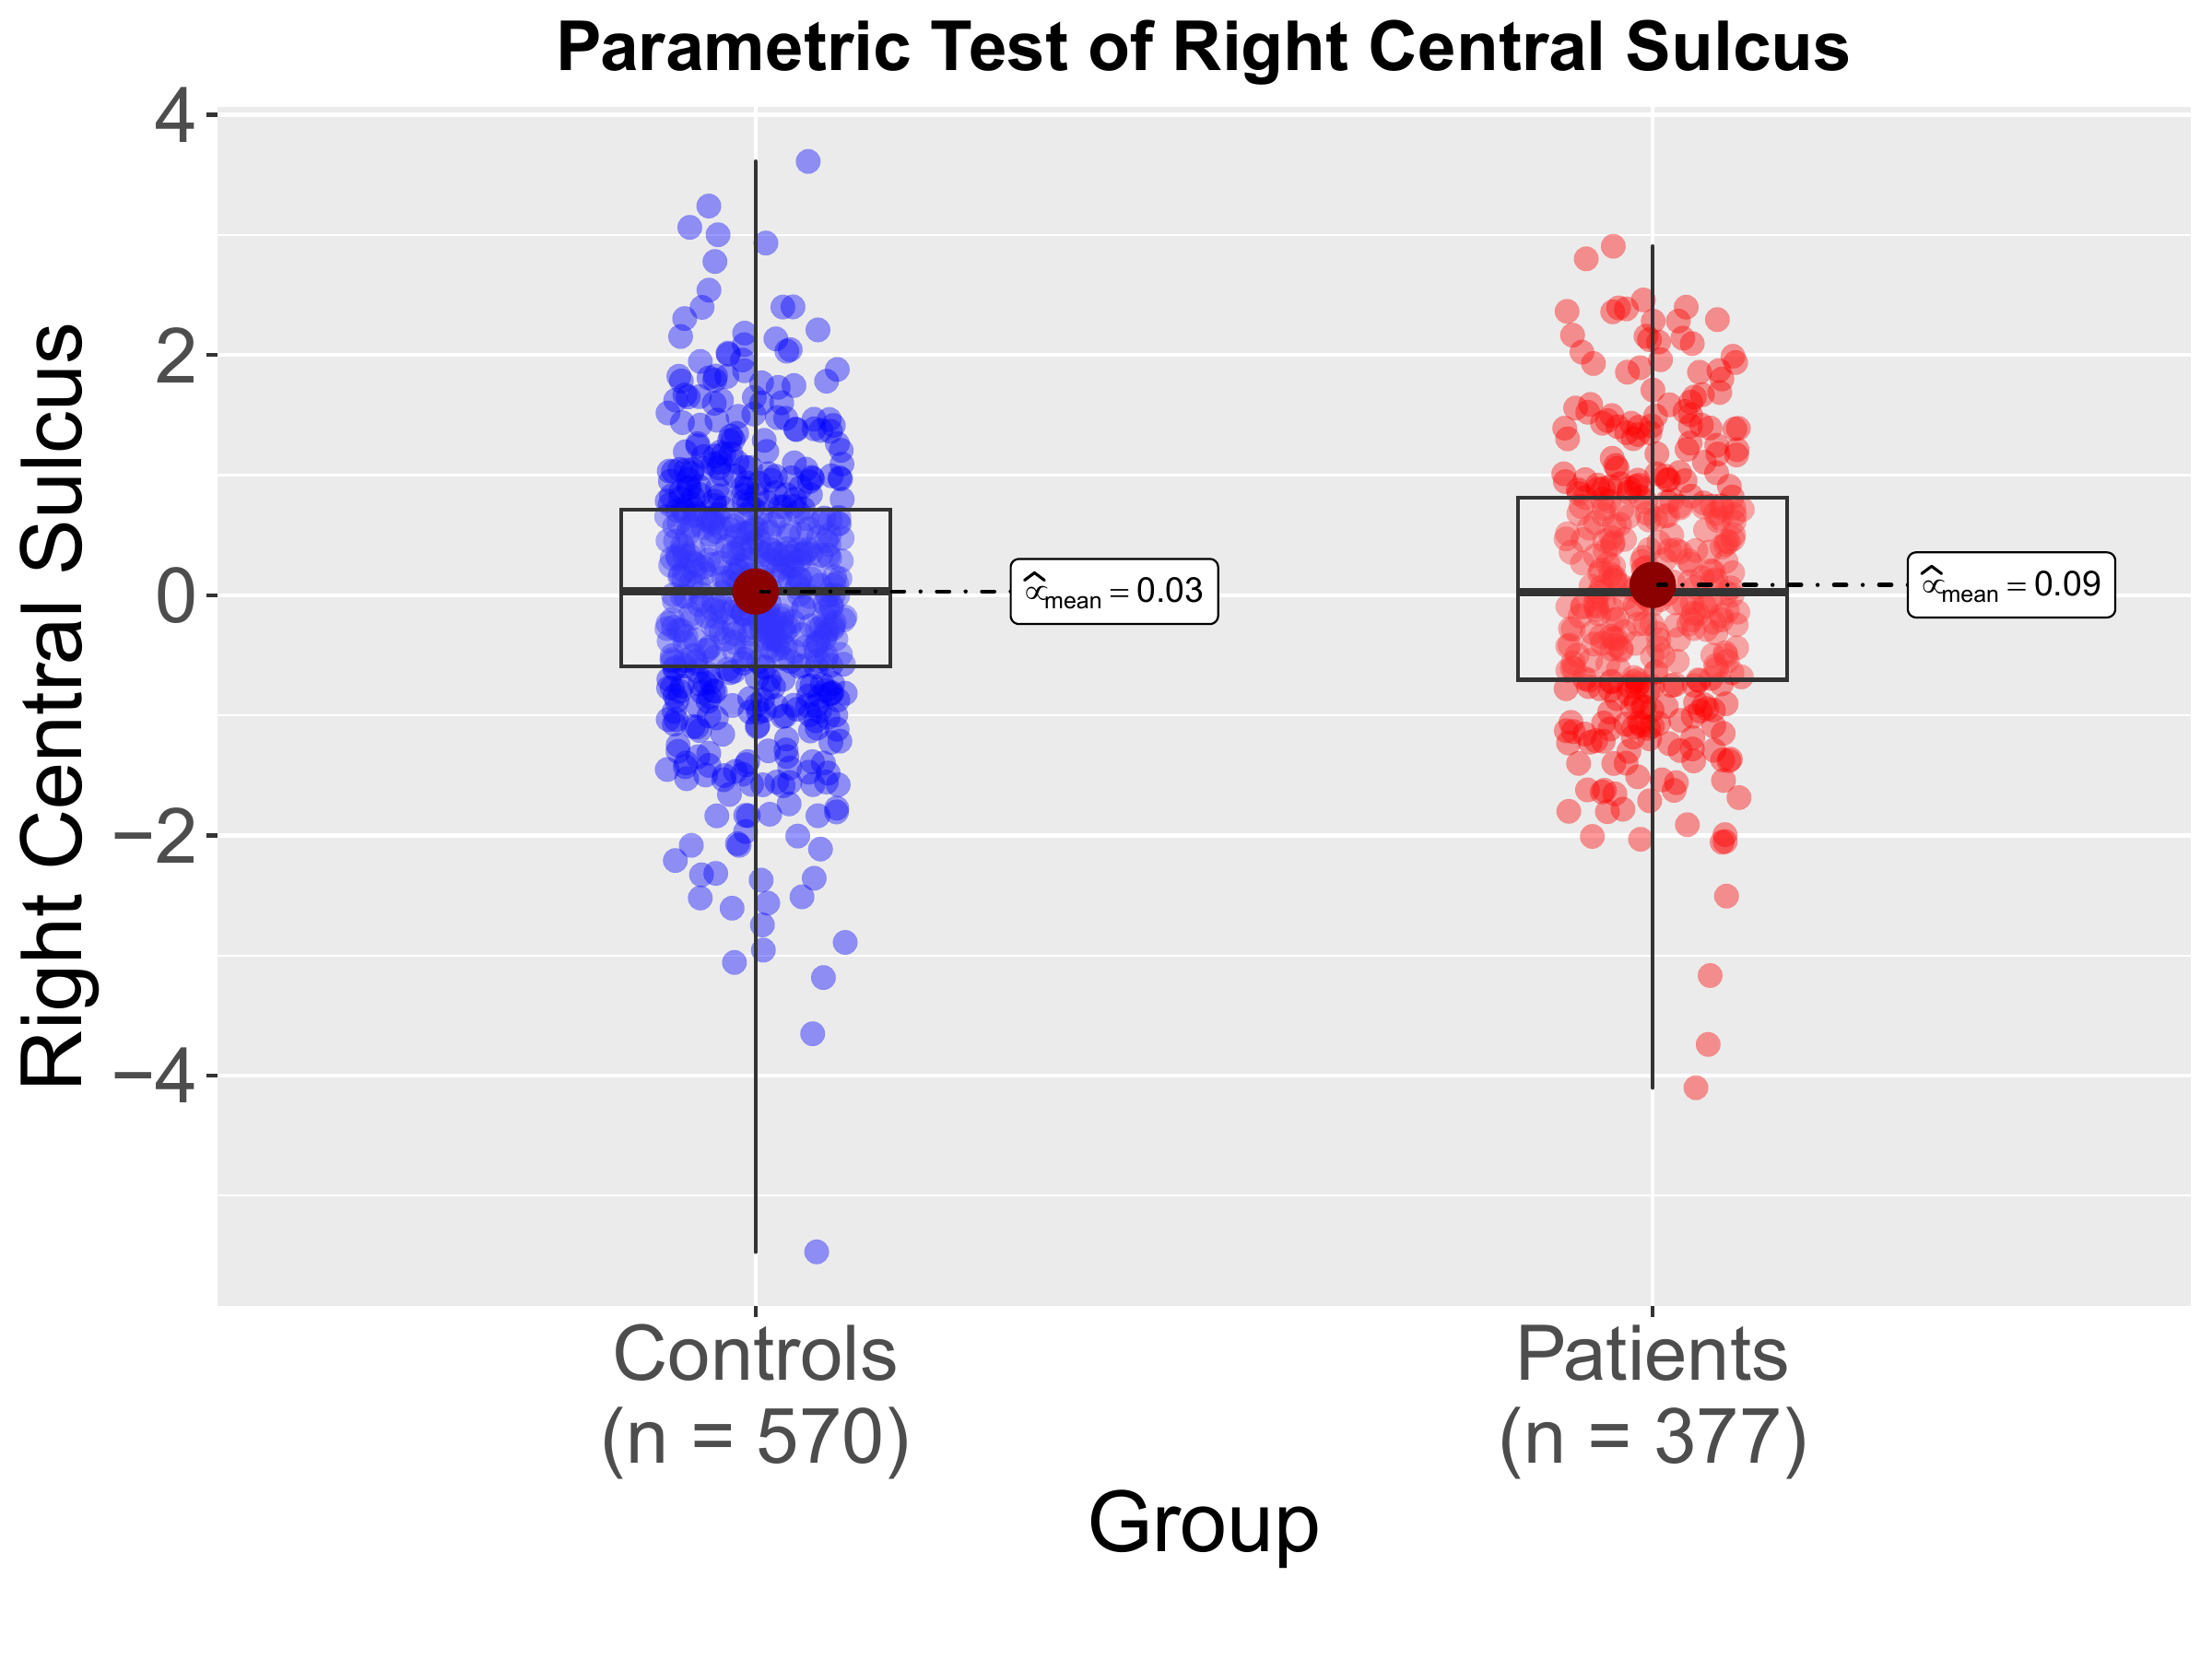 Parametric Test of Right Central Sulcus
Right Central Sulcus
4
2
0
−2
−4
∝̂mean = 0.03
∝̂mean = 0.09
Controls
(n = 570)
Patients
(n = 377)
Group